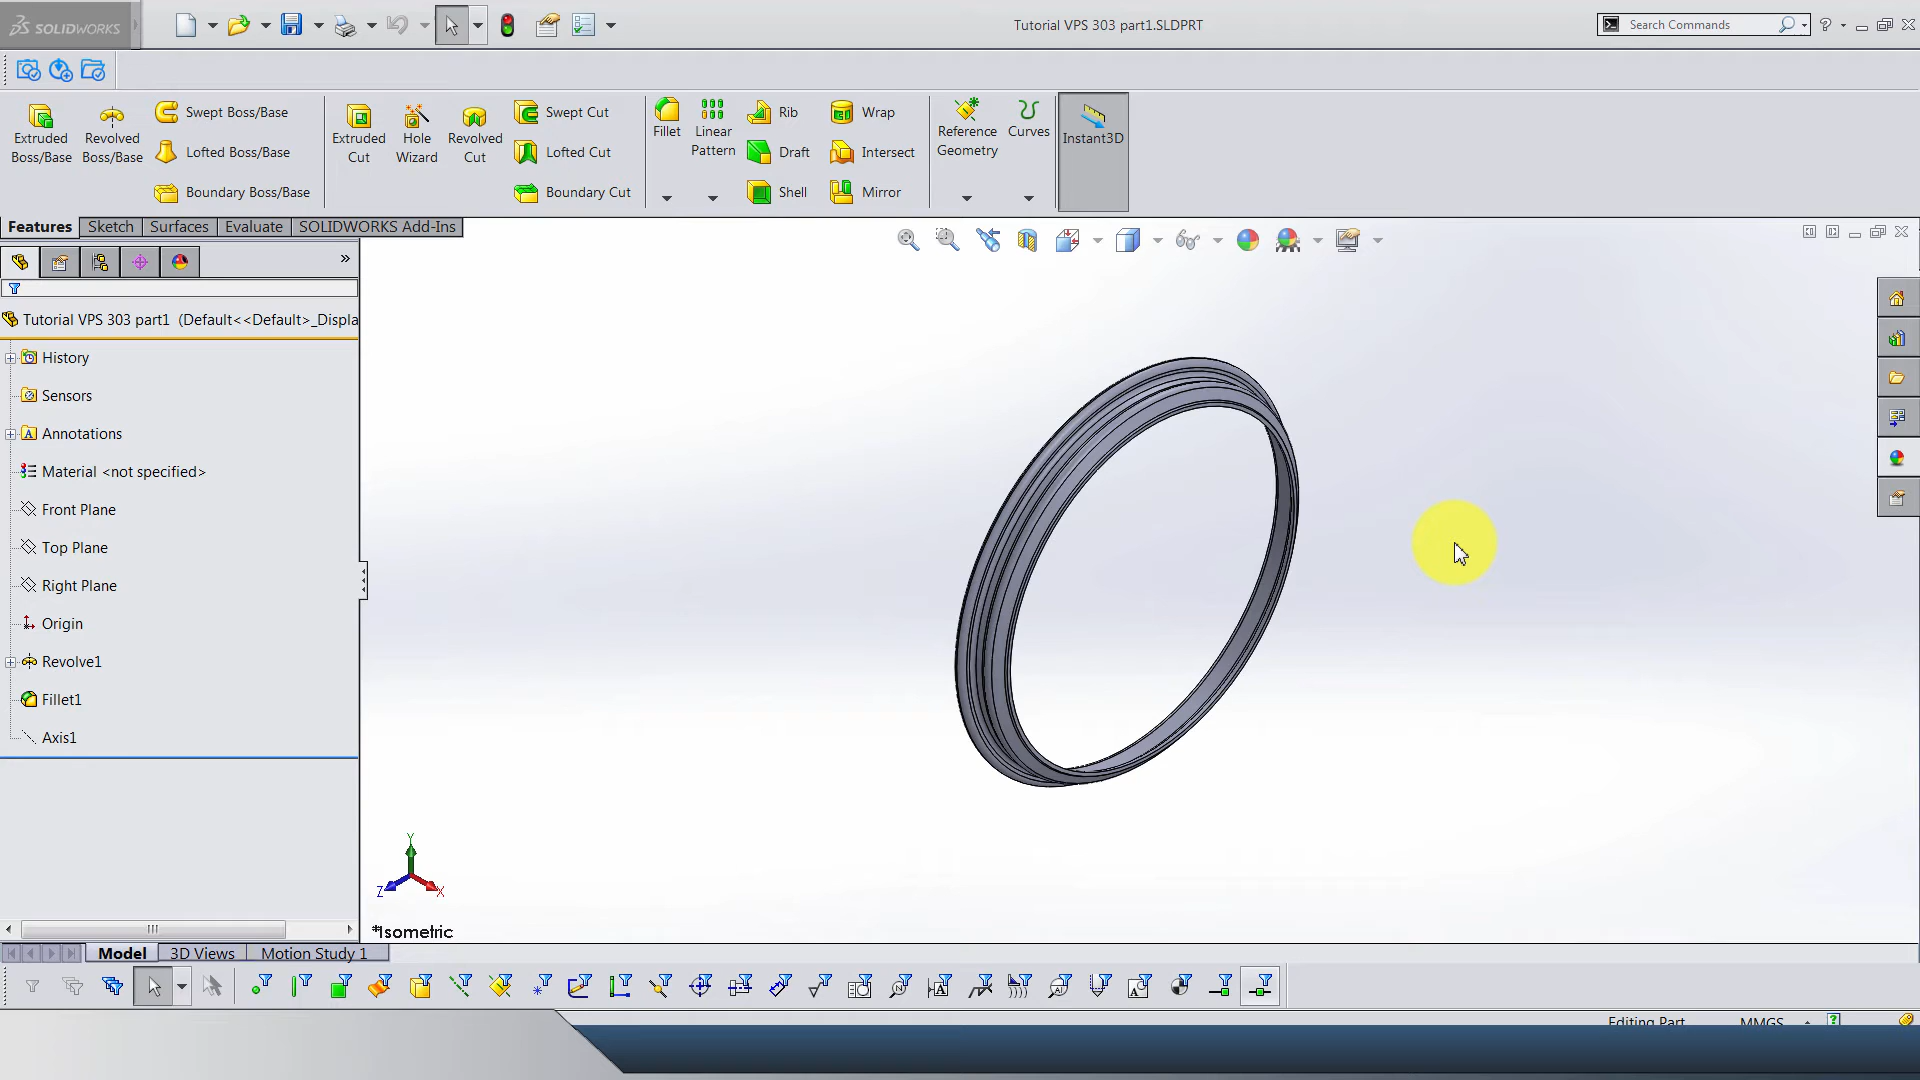 SOLIDWORKS
Tutorial VPS 303 part1.SLDPRT
Search Commands
Extruded Boss/Base
Revolved Boss/Base
Swept Boss/Base
Lofted Boss/Base
Boundary Boss/Base
Extruded Cut
Hole Wizard
Revolved Cut
Swept Cut
Lofted Cut
Boundary Cut
Fillet
Linear Pattern
Rib
Draft
Shell
Wrap
Intersect
Mirror
Reference Geometry
Curves
Instant3D
Features Sketch Surfaces Evaluate SOLIDWORKS Add-Ins
Tutorial VPS 303 part1 (Default<<Default>_Displa
History
Sensors
Annotations
Material <not specified>
Front Plane
Top Plane
Right Plane
Origin
Revolve1
Fillet1
Axis1
Y
Z X
*Isometric
Model 3D Views Motion Study 1
Editing Part MMGS